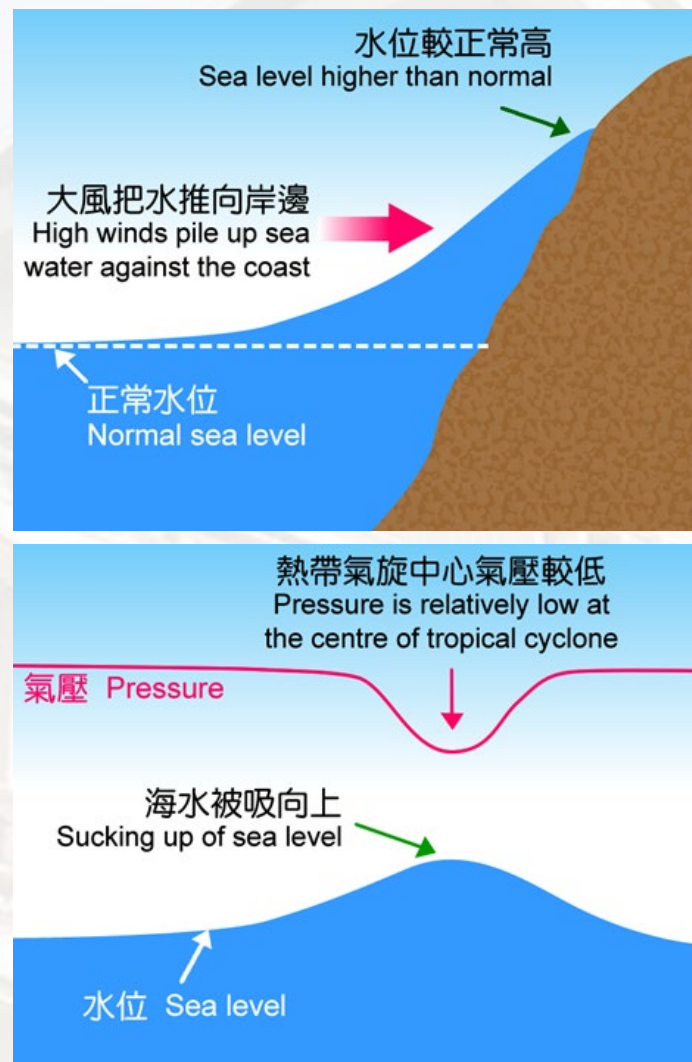 水位較正常高
Sea level higher than normal
大風把水推向岸邊
High winds pile up sea
water against the coast
正常水位
Normal sea level
熱帶氣旋中心氣壓較低
Pressure is relatively low at
the centre of tropical cyclone
氣壓 Pressure
海水被吸向上
Sucking up of sea level
水位 Sea level